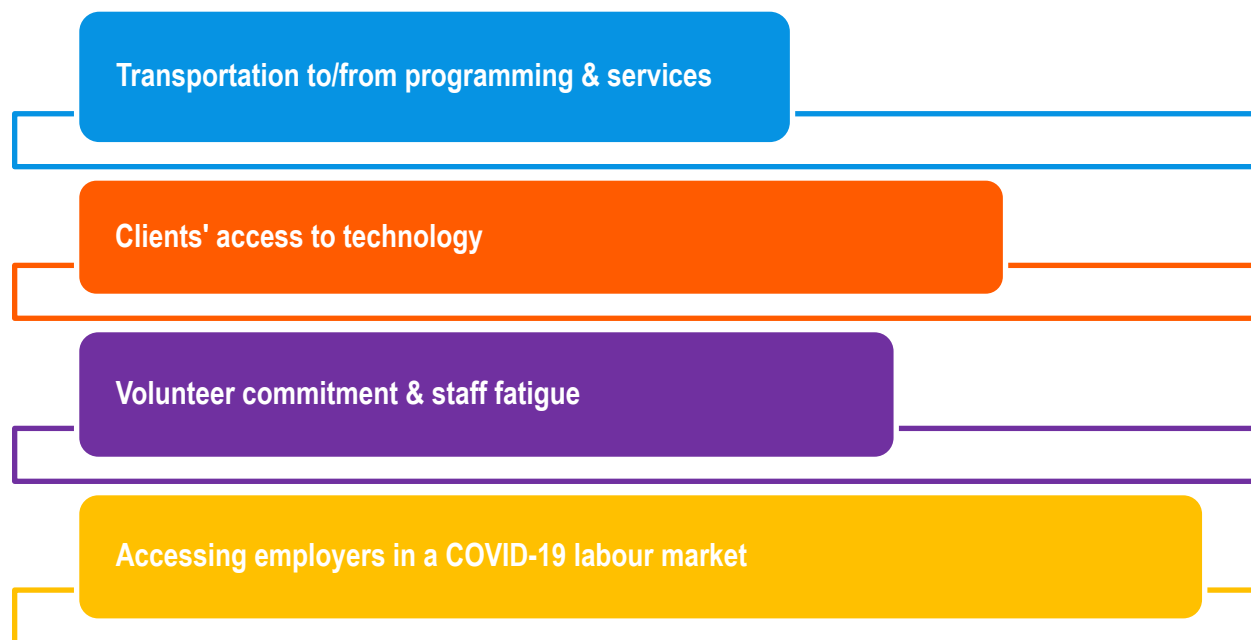 Transportation to/from programming & services
Clients' access to technology
Volunteer commitment & staff fatigue
Accessing employers in a COVID-19 labour market